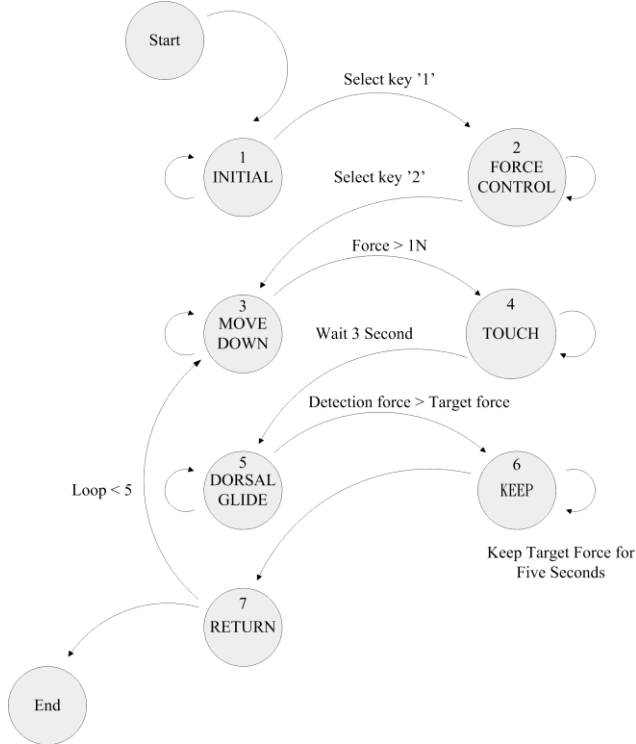 Start
Select key ’1’
1
INITIAL
2
FORCE
CONTROL
Select key ’2’
Force > 1N
3
MOVE
DOWN
4
TOUCH
Wait 3 Second
Detection force > Target force
5
DORSAL
GLIDE
6
KEEP
Loop < 5
Keep Target Force for
Five Seconds
7
RETURN
End